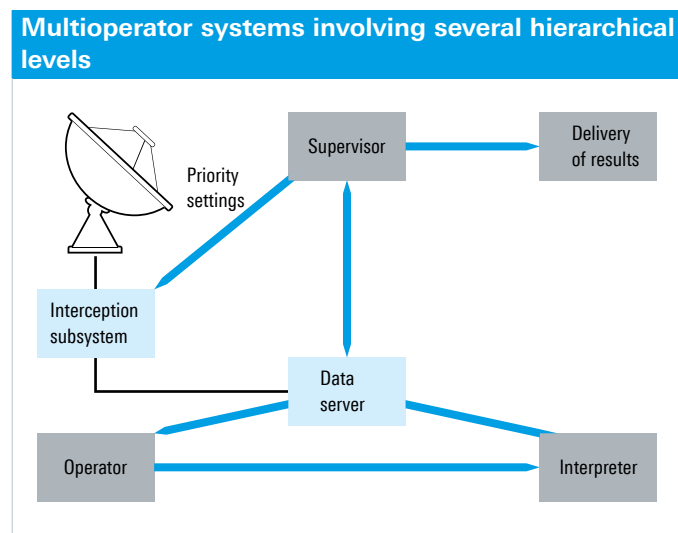 Multioperator systems involving several hierarchical
levels
Supervisor
Delivery
of results
Priority
settings
Interception
subsystem
Data
server
Operator
Interpreter